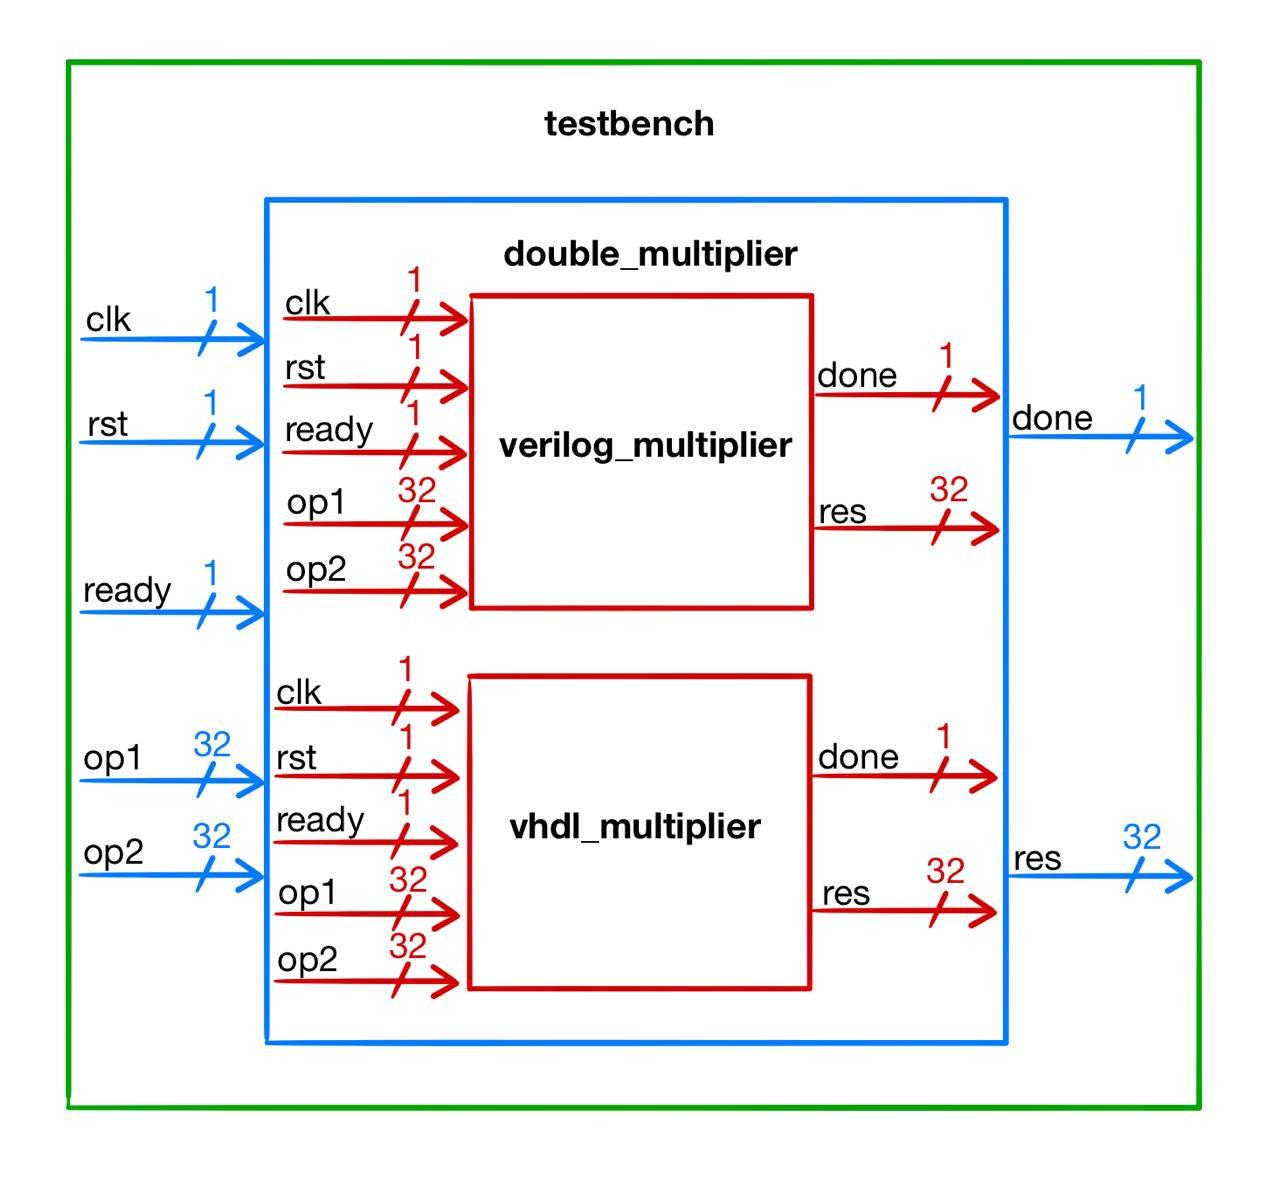 testbench
double_multiplier
clk 1
rst 1
ready 1
op1 32
op2 32
clk 1
rst 1
ready 1
op1 32
op2 32
verilog_multiplier
done 1
res 32
clk 1
rst 1
ready 1
op1 32
op2 32
vhdl_multiplier
done 1
res 32
done 1
res 32